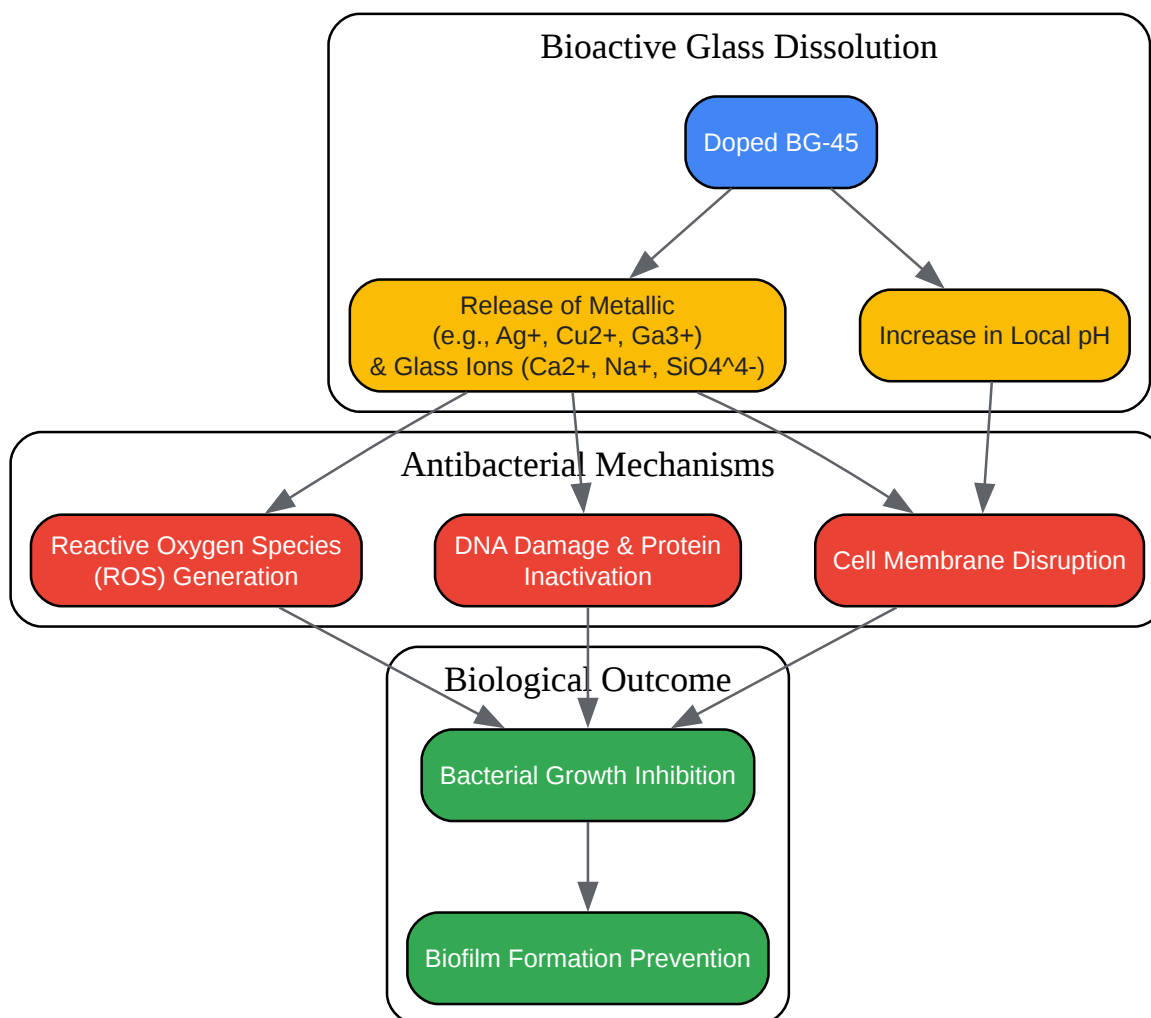 Bioactive Glass Dissolution
Doped BG-45
Release of Metallic
(e.g., Ag+, Cu2+, Ga3+)
& Glass Ions (Ca2+, Na+, SiO4^4-)
Increase in Local pH
Antibacterial Mechanisms
Reactive Oxygen Species
(ROS) Generation
DNA Damage & Protein
Inactivation
Cell Membrane Disruption
Biological Outcome
Bacterial Growth Inhibition
Biofilm Formation Prevention